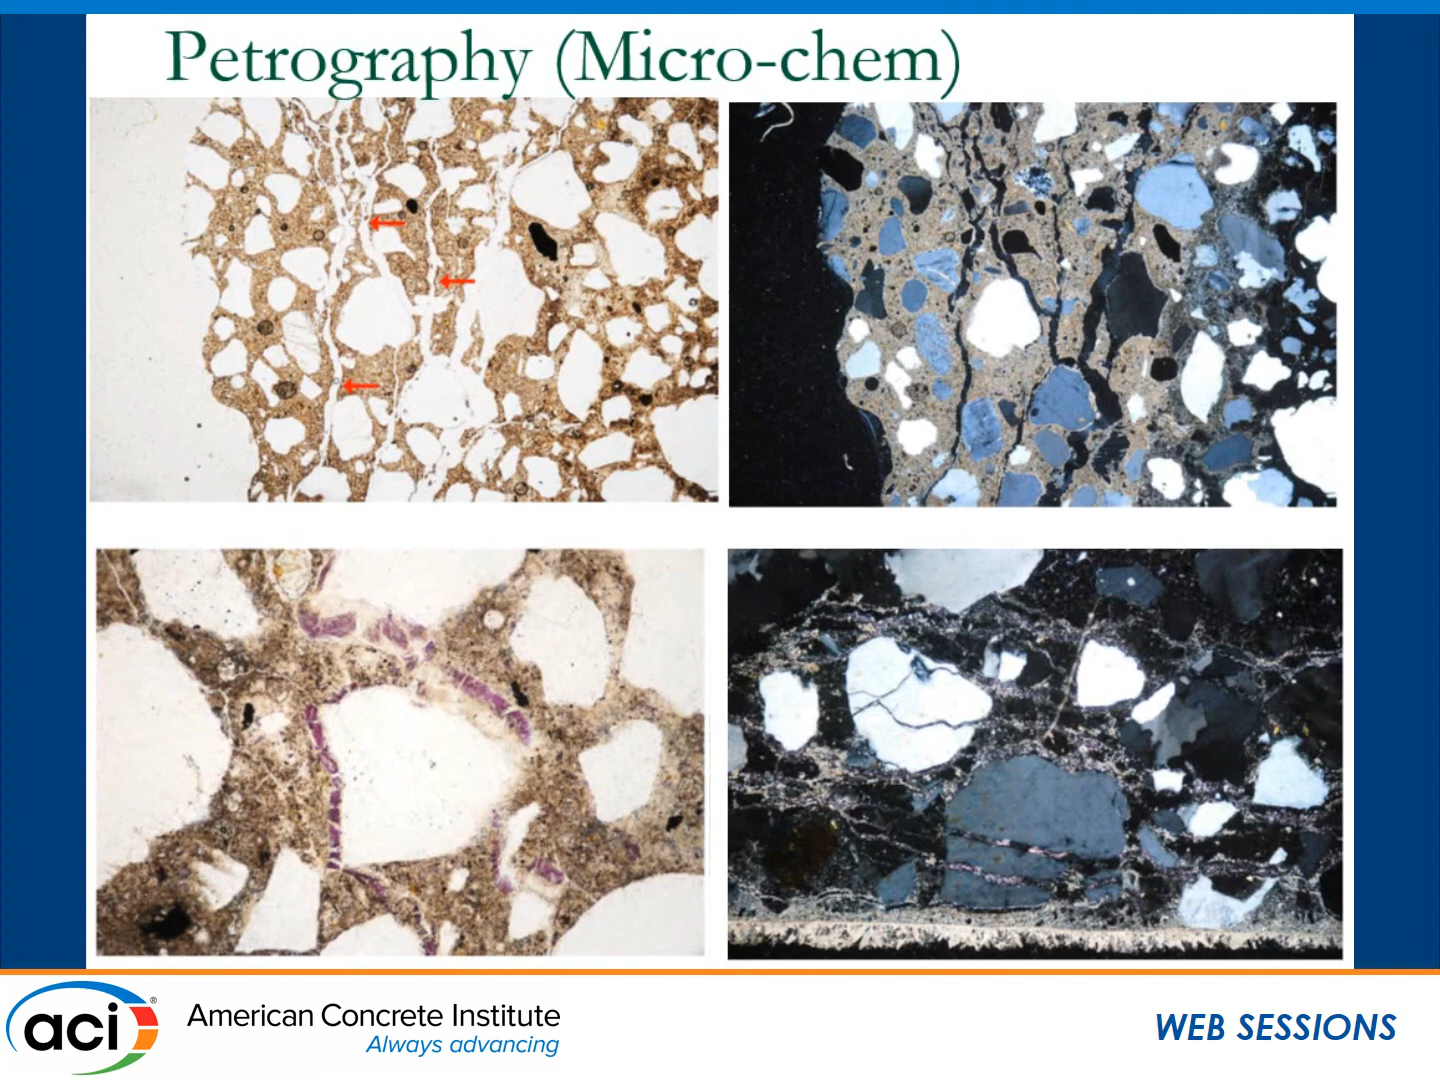 Petrography (Micro-chem)
aci®
American Concrete Institute
Always advancing
WEB SESSIONS